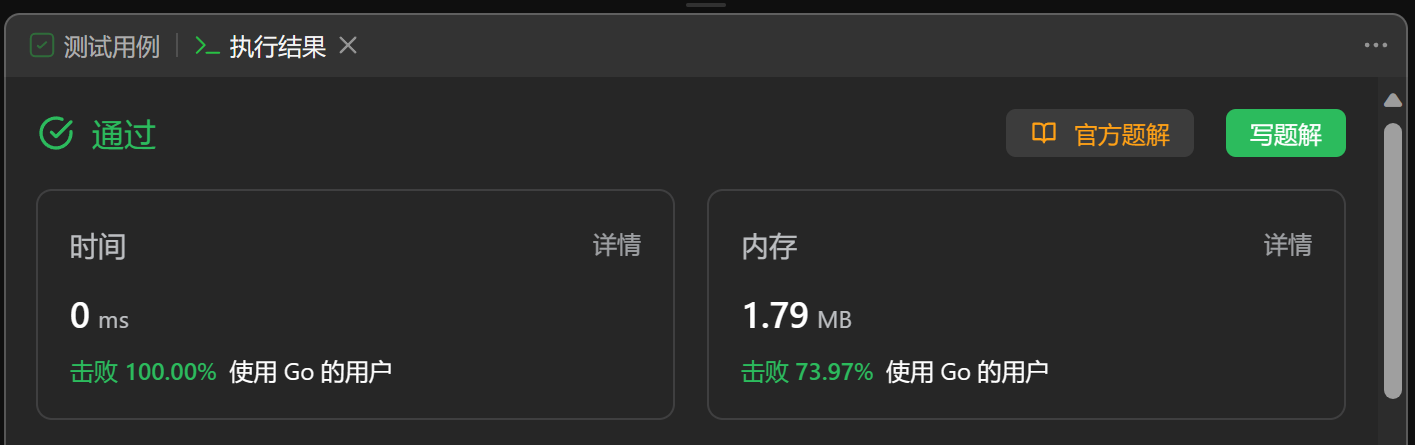 测试用例 执行结果
通过 官方题解 写题解
时间 详情
0 ms
击败 100.00% 使用 Go 的用户
内存 详情
1.79 MB
击败 73.97% 使用 Go 的用户